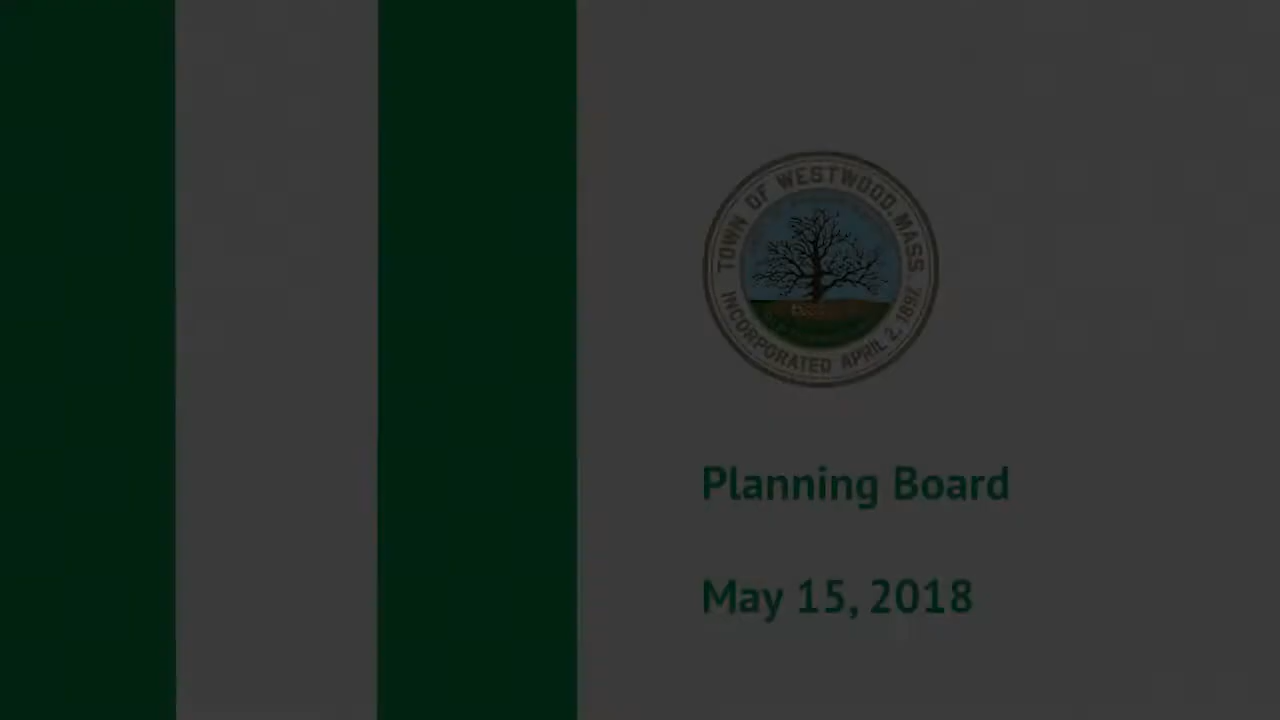 TOWN OF WESTWOOD, MASS
INCORPORATED APRIL 2, 1897
Planning Board
May 15, 2018